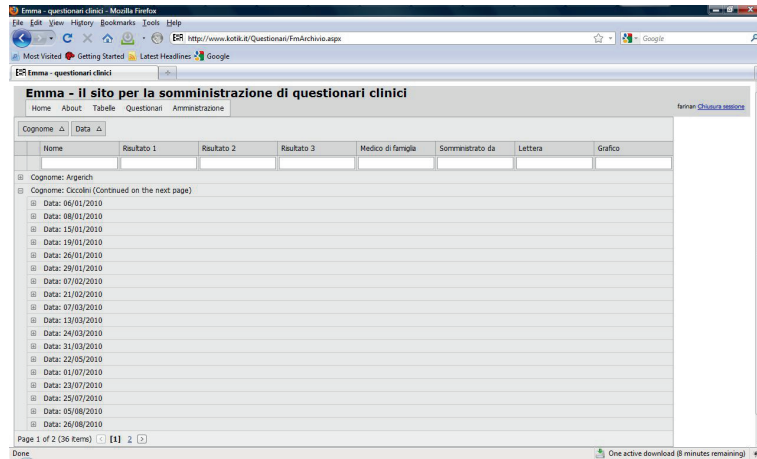 Emma - questionari clinici - Mozilla Firefox
File Edit View History Bookmarks Tools Help
http://www.kotik.it/Questionari/FmArchivio.aspx
Google
Most Visited Getting Started Latest Headlines Google
Emma - questionari clinici
Emma - il sito per la somministrazione di questionari clinici
Home About Tabelle Questionari Amministrazione
farinan Chiusura sessione
Cognome Data
Nome Risultato 1 Risultato 2 Risultato 3 Medico di famiglia Somministrato da Lettera Grafico
Cognome: Argerich
Cognome: Ciccolini (Continued on the next page)
Data: 06/01/2010
Data: 08/01/2010
Data: 15/01/2010
Data: 19/01/2010
Data: 26/01/2010
Data: 29/01/2010
Data: 07/02/2010
Data: 21/02/2010
Data: 07/03/2010
Data: 13/03/2010
Data: 24/03/2010
Data: 31/03/2010
Data: 22/05/2010
Data: 01/07/2010
Data: 23/07/2010
Data: 25/07/2010
Data: 05/08/2010
Data: 26/08/2010
Page 1 of 2 (36 items) [1] 2
Done
One active download (8 minutes remaining)